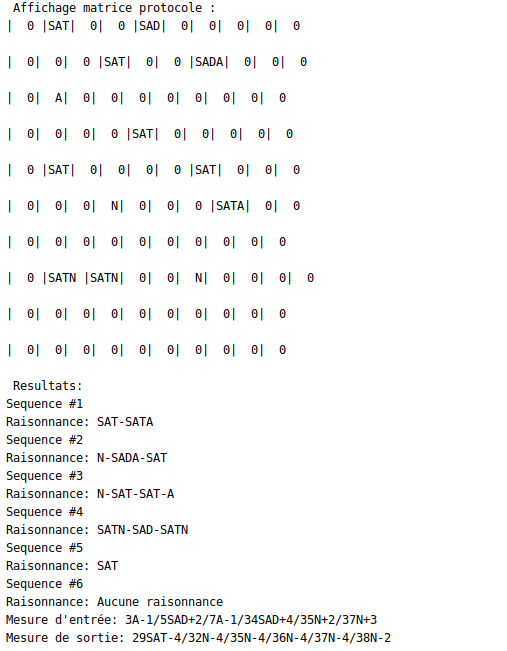 Affichage matrice protocole :
|  0 |SAT|  0|  0 |SAD|  0|  0|  0|  0|  0
|  0|  0|  0 |SAT|  0|  0 |SADA|  0|  0|  0
|  0|  A|  0|  0|  0|  0|  0|  0|  0|  0
|  0|  0|  0|  0 |SAT|  0|  0|  0|  0|  0
|  0 |SAT|  0|  0|  0|  0 |SAT|  0|  0|  0
|  0|  0|  0|  N|  0|  0|  0 |SATA|  0|  0
|  0|  0|  0|  0|  0|  0|  0|  0|  0|  0
|  0 |SATN |SATN|  0|  0|  N|  0|  0|  0|  0
|  0|  0|  0|  0|  0|  0|  0|  0|  0|  0
|  0|  0|  0|  0|  0|  0|  0|  0|  0|  0
Resultats:
Sequence #1
Raisonnance: SAT-SATA
Sequence #2
Raisonnance: N-SADA-SAT
Sequence #3
Raisonnance: N-SAT-SAT-A
Sequence #4
Raisonnance: SATN-SAD-SATN
Sequence #5
Raisonnance: SAT
Sequence #6
Raisonnance: Aucune raisonnance
Mesure d'entrée: 3A-1/5SAD+2/7A-1/34SAD+4/35N+2/37N+3
Mesure de sortie: 29SAT-4/32N-4/35N-4/36N-4/37N-4/38N-2